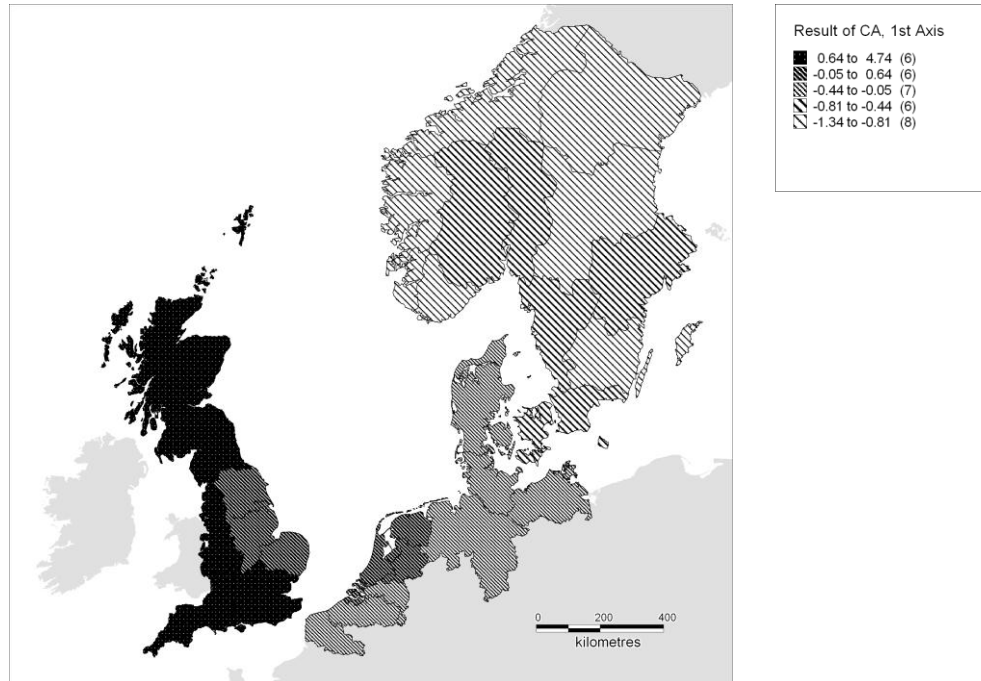 Result of CA, 1st Axis
0.64 to 4.74 (6)
-0.05 to 0.64 (6)
-0.44 to -0.05 (7)
-0.81 to -0.44 (6)
-1.34 to -0.81 (8)
0 200 400
kilometres